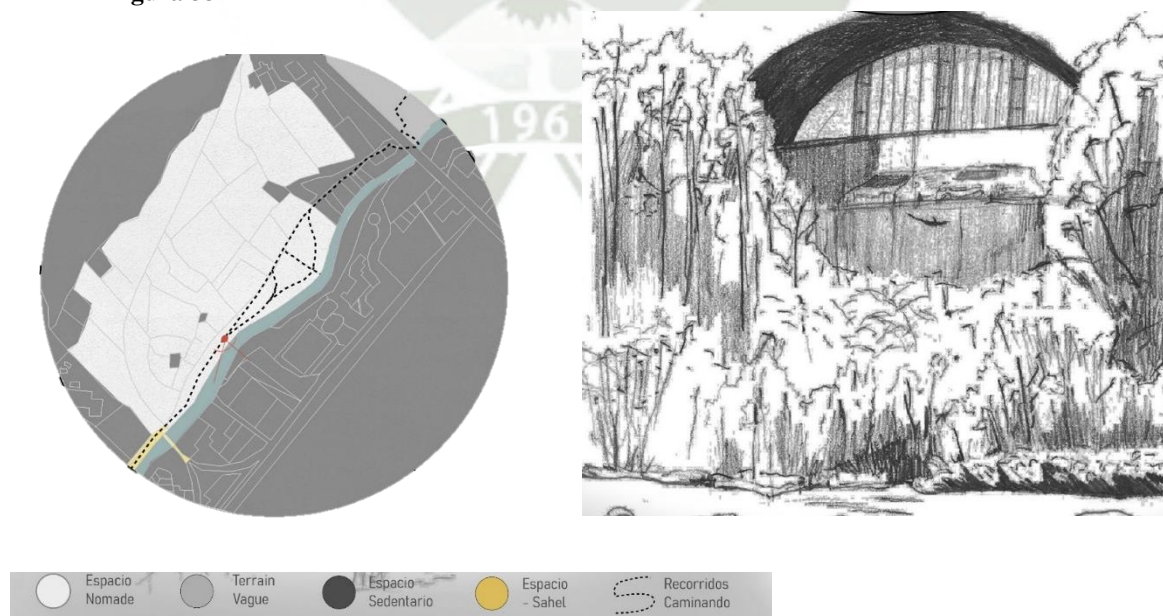 196
Espacio
Nomade
Terrain
Vague
Espacio
Sedentario
Espacio
- Sahel
Recorridos
Caminando